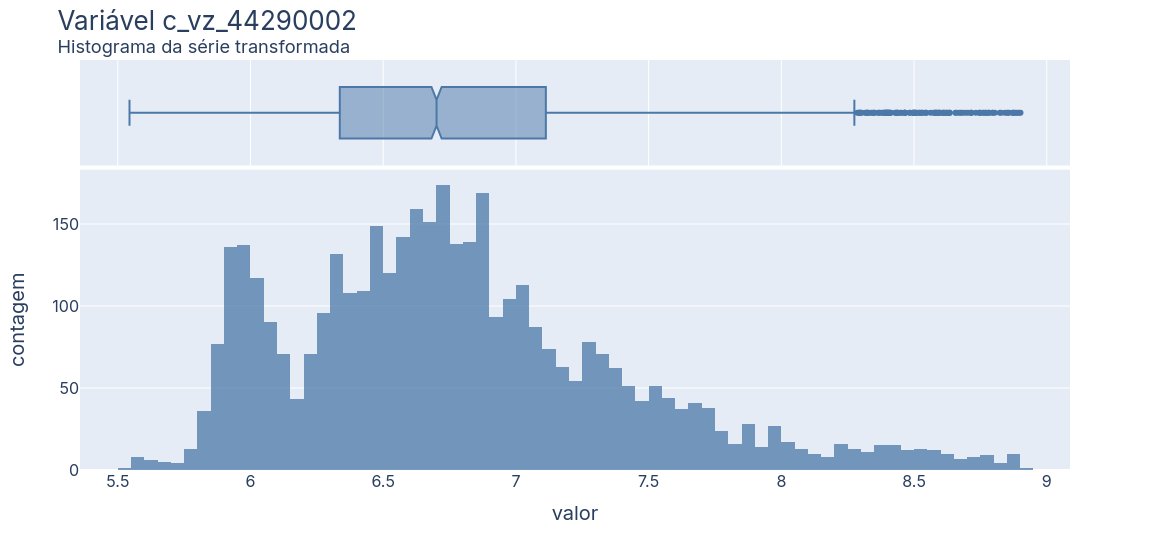 Variável c_vz_44290002
Histograma da série transformada
150
100
50
0
contagem
5.5 6 6.5 7 7.5 8 8.5 9
valor